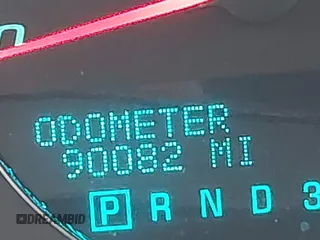 ODOMETER
90082 MI
P R N D 3
DREAMBID